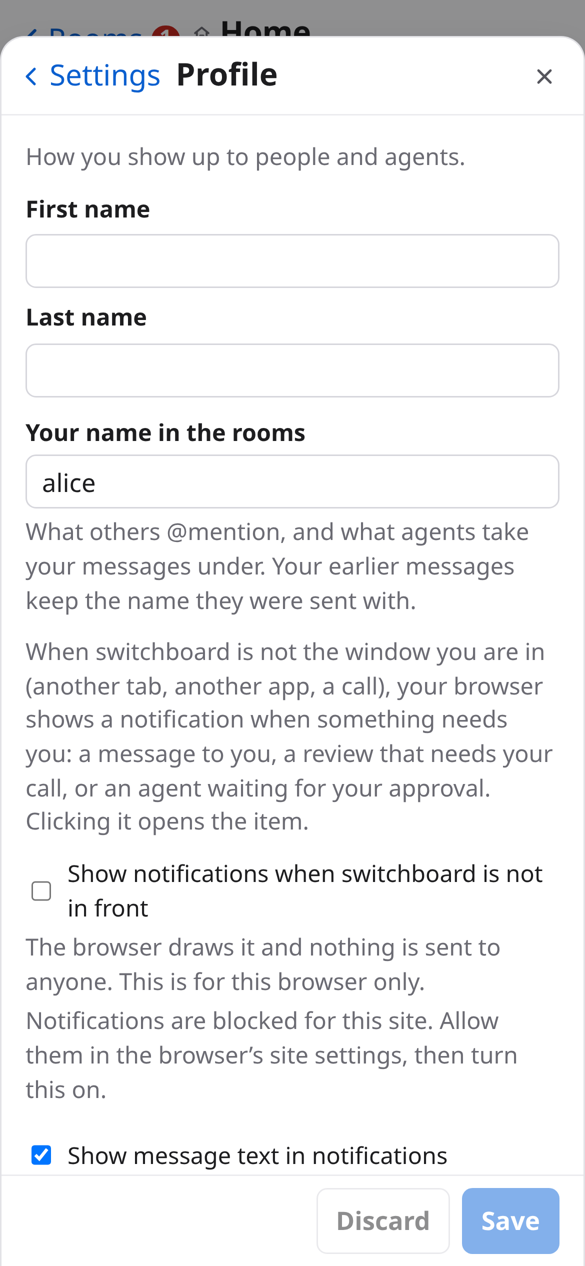 Rooms 1 Home
Settings Profile
How you show up to people and agents.
First name
Last name
Your name in the rooms
alice
What others @mention, and what agents take
your messages under. Your earlier messages
keep the name they were sent with.
When switchboard is not the window you are in
(another tab, another app, a call), your browser
shows a notification when something needs
you: a message to you, a review that needs your
call, or an agent waiting for your approval.
Clicking it opens the item.
Show notifications when switchboard is not
in front
The browser draws it and nothing is sent to
anyone. This is for this browser only.
Notifications are blocked for this site. Allow
them in the browser’s site settings, then turn
this on.
Show message text in notifications
Discard Save